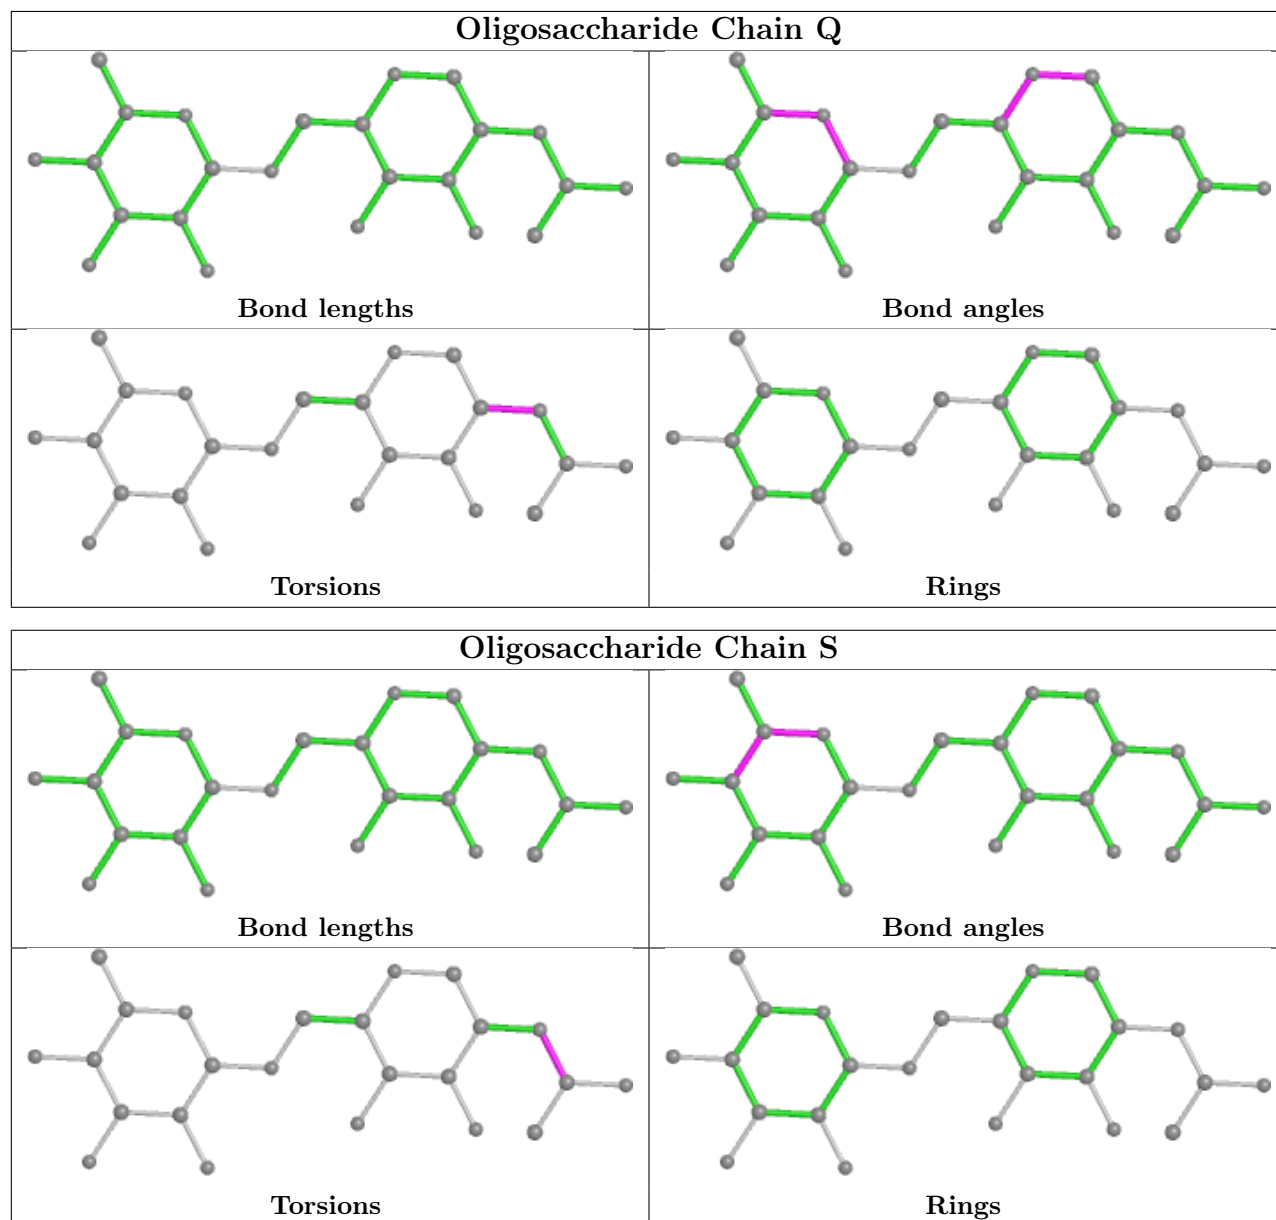 Oligosaccharide Chain Q
Bond lengths
Bond angles
Torsions
Rings
Oligosaccharide Chain S
Bond lengths
Bond angles
Torsions
Rings